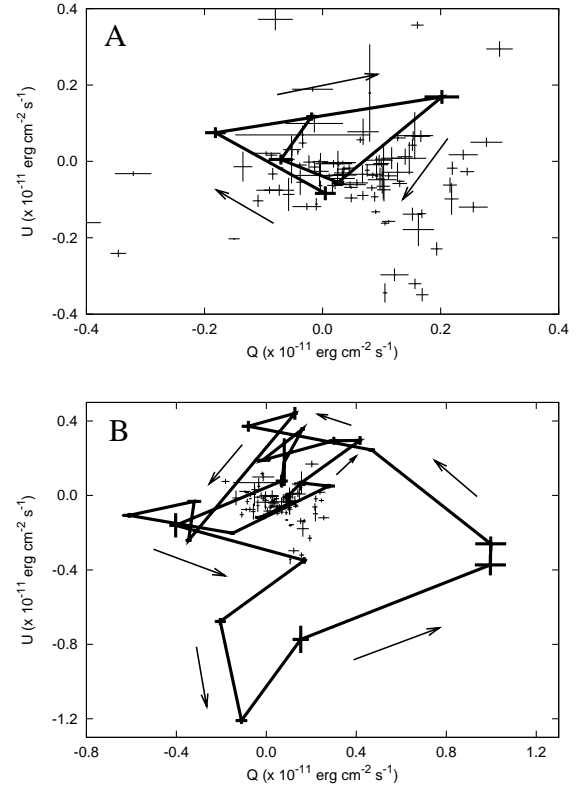 A
0.4
0.2
0.0
-0.2
-0.4
U (x 10⁻¹¹ erg cm⁻² s⁻¹)
-0.4 -0.2 0.0 0.2 0.4
Q (x 10⁻¹¹ erg cm⁻² s⁻¹)
B
0.4
0.0
-0.4
-0.8
-1.2
U (x 10⁻¹¹ erg cm⁻² s⁻¹)
-0.8 -0.4 0.0 0.4 0.8 1.2
Q (x 10⁻¹¹ erg cm⁻² s⁻¹)